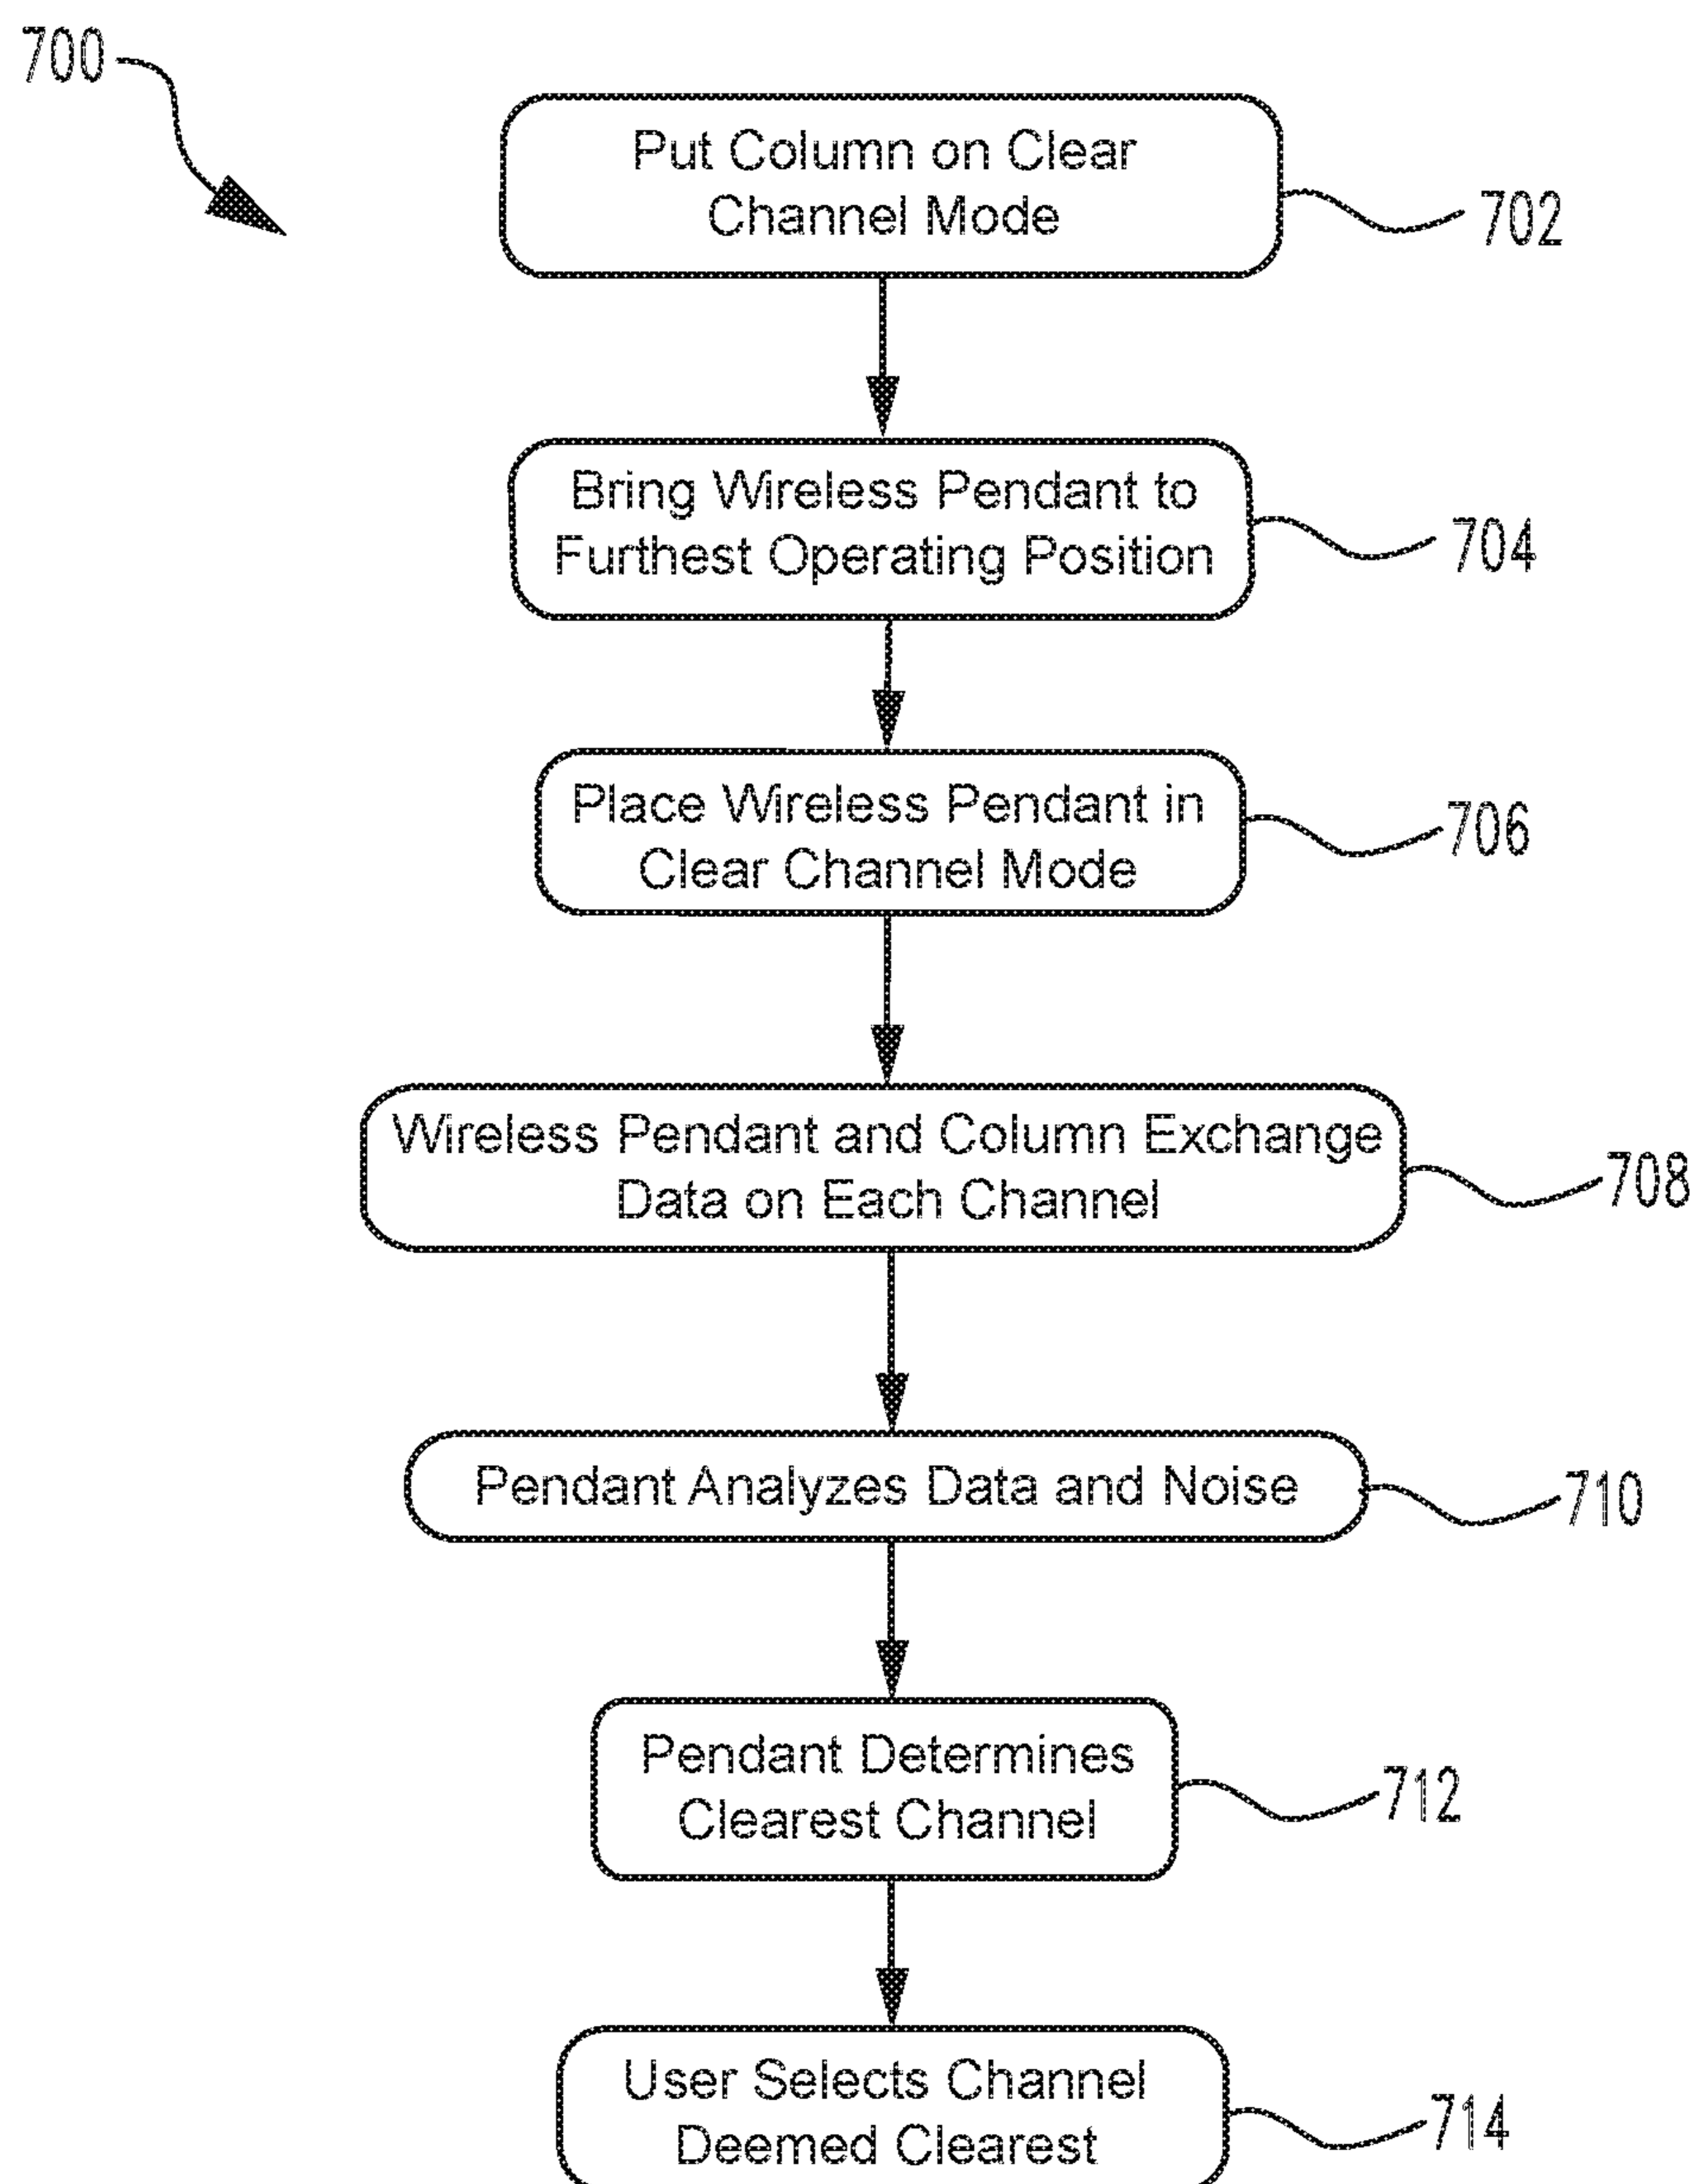 700
Put Column on Clear
Channel Mode
702
Bring Wireless Pendant to
Furthest Operating Position
704
Place Wireless Pendant in
Clear Channel Mode
706
Wireless Pendant and Column Exchange
Data on Each Channel
708
Pendant Analyzes Data and Noise
710
Pendant Determines
Clearest Channel
712
User Selects Channel
Deemed Clearest
714